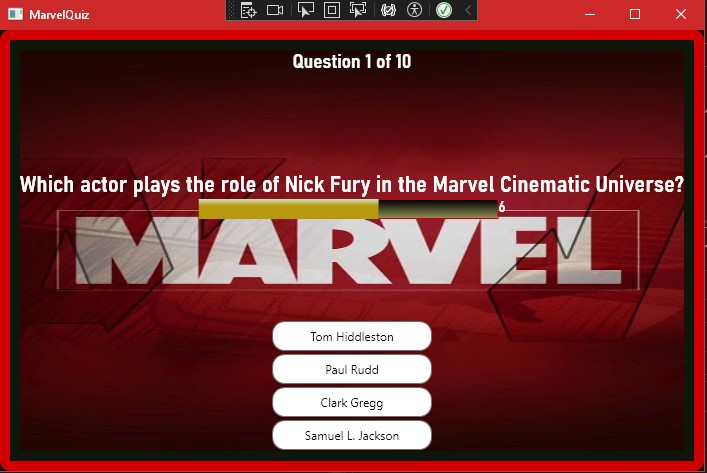 MarvelQuiz
Question 1 of 10
Which actor plays the role of Nick Fury in the Marvel Cinematic Universe?
6
MARVEL
Tom Hiddleston
Paul Rudd
Clark Gregg
Samuel L. Jackson